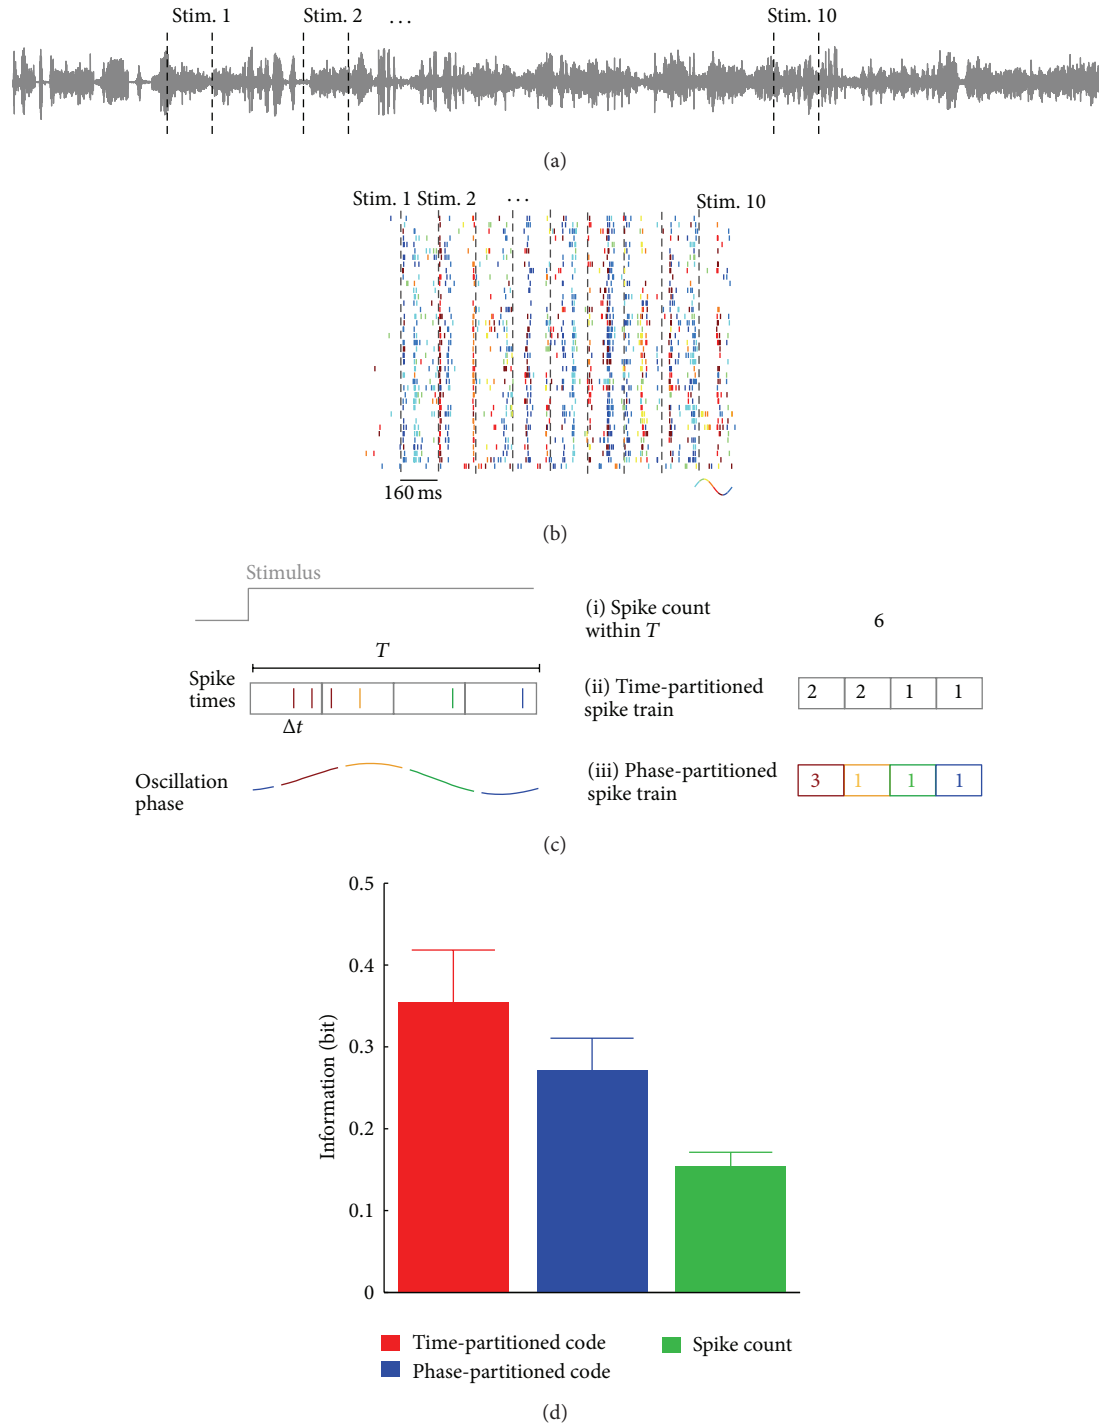 Stim. 1 Stim. 2 ... Stim. 10
(a)
Stim. 1 Stim. 2 ... Stim. 10
160 ms
(b)
Stimulus
T
Spike
times
Δt
Oscillation
phase
(i) Spike count
within T
6
(ii) Time-partitioned
spike train
2 2 1 1
(iii) Phase-partitioned
spike train
3 1 1 1
(c)
0.5
0.4
0.3
0.2
0.1
0
Information (bit)
Time-partitioned code
Phase-partitioned code
Spike count
(d)